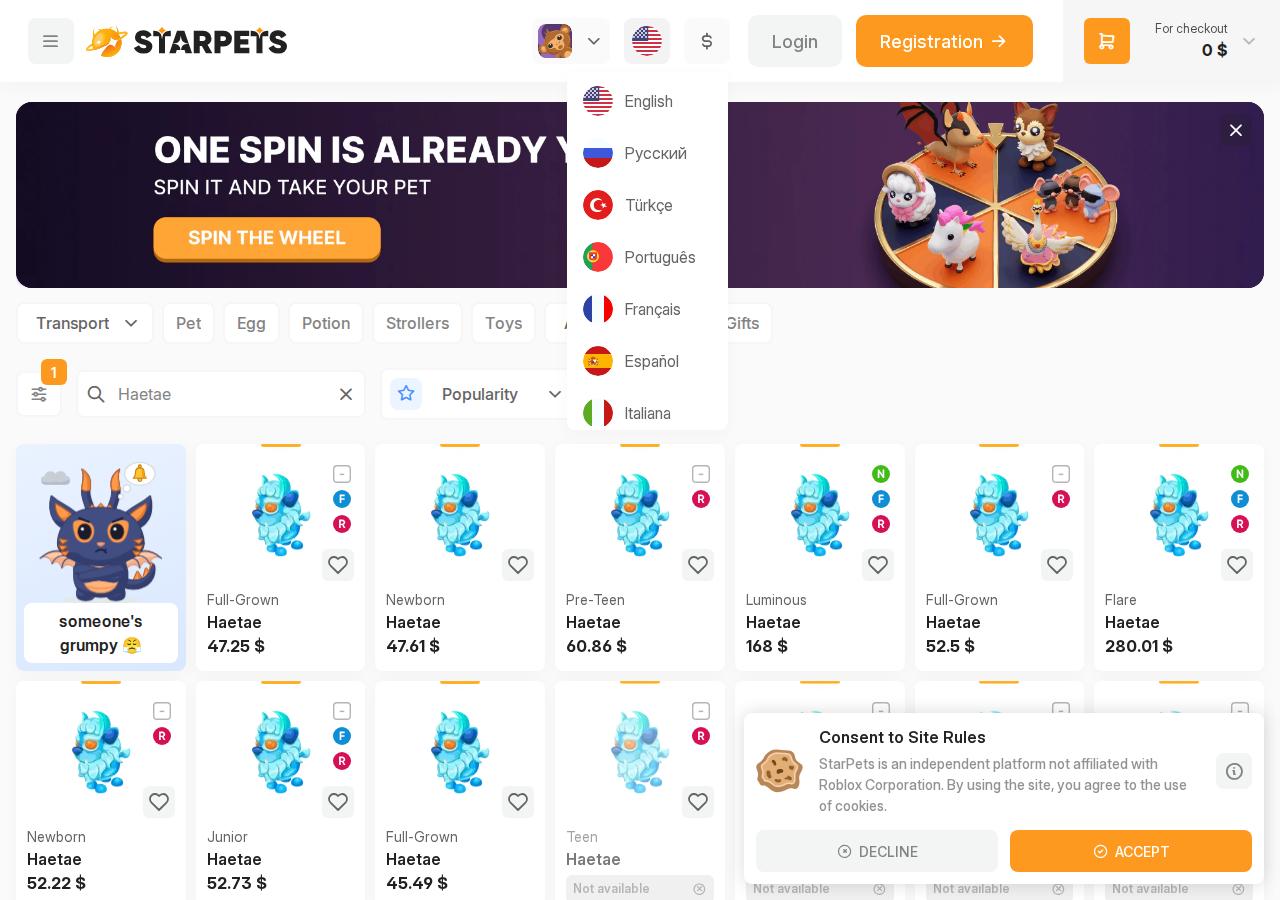 STARPETS
$
Login
Registration
For checkout
0 $
English
Русский
Türkçe
Português
Français
Español
Italiana
ONE SPIN IS ALREADY
SPIN IT AND TAKE YOUR PET
SPIN THE WHEEL
Transport
Pet
Egg
Potion
Strollers
Toys
Gifts
1
Haetae
Popularity
someone's
grumpy 😤
-
F
R
Full-Grown
Haetae
47.25 $
Newborn
Haetae
47.61 $
-
R
Pre-Teen
Haetae
60.86 $
N
F
R
Luminous
Haetae
168 $
-
R
Full-Grown
Haetae
52.5 $
N
F
R
Flare
Haetae
280.01 $
-
R
Newborn
Haetae
52.22 $
-
F
R
Junior
Haetae
52.73 $
Full-Grown
Haetae
45.49 $
-
R
Teen
Haetae
Not available
-
Not available
-
Not available
-
Not available
Consent to Site Rules
StarPets is an independent platform not affiliated with
Roblox Corporation. By using the site, you agree to the use
of cookies.
DECLINE
ACCEPT